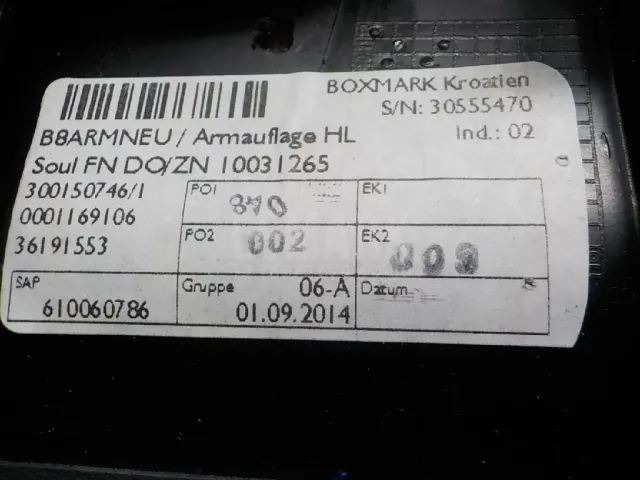 BOXMARK Kroatien
S/N: 30555470
Ind.: 02
B8ARMNEU / Armauflage HL
Soul FN DO/ZN 10031265
300150746/1
0001169106
36191553
PO1
870
EK1
PO2
002
EK2
003
SAP
610060786
Gruppe
06-A
01.09.2014
Datum